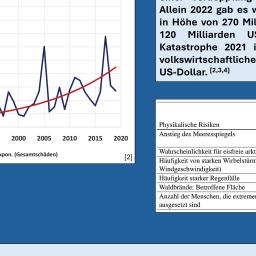 Allein 2022 gab es
in Höhe von 270 Mil
120 Milliarden US
Katastrophe 2021 i
volkswirtschaftliche
US-Dollar. [2,3,4]
2000 2005 2010 2015 2020
xpon. (Gesamtschäden)
[2]
Physikalische Risiken
Anstieg des Meeresspiegels
Wahrscheinlichkeit für eisfreie arkt
Häufigkeit von starken Wirbelstürm
Windgeschwindigkeit)
Häufigkeit starker Regenfälle
Waldbrände: Betroffene Fläche
Anzahl der Menschen, die extreme
ausgesetzt sind